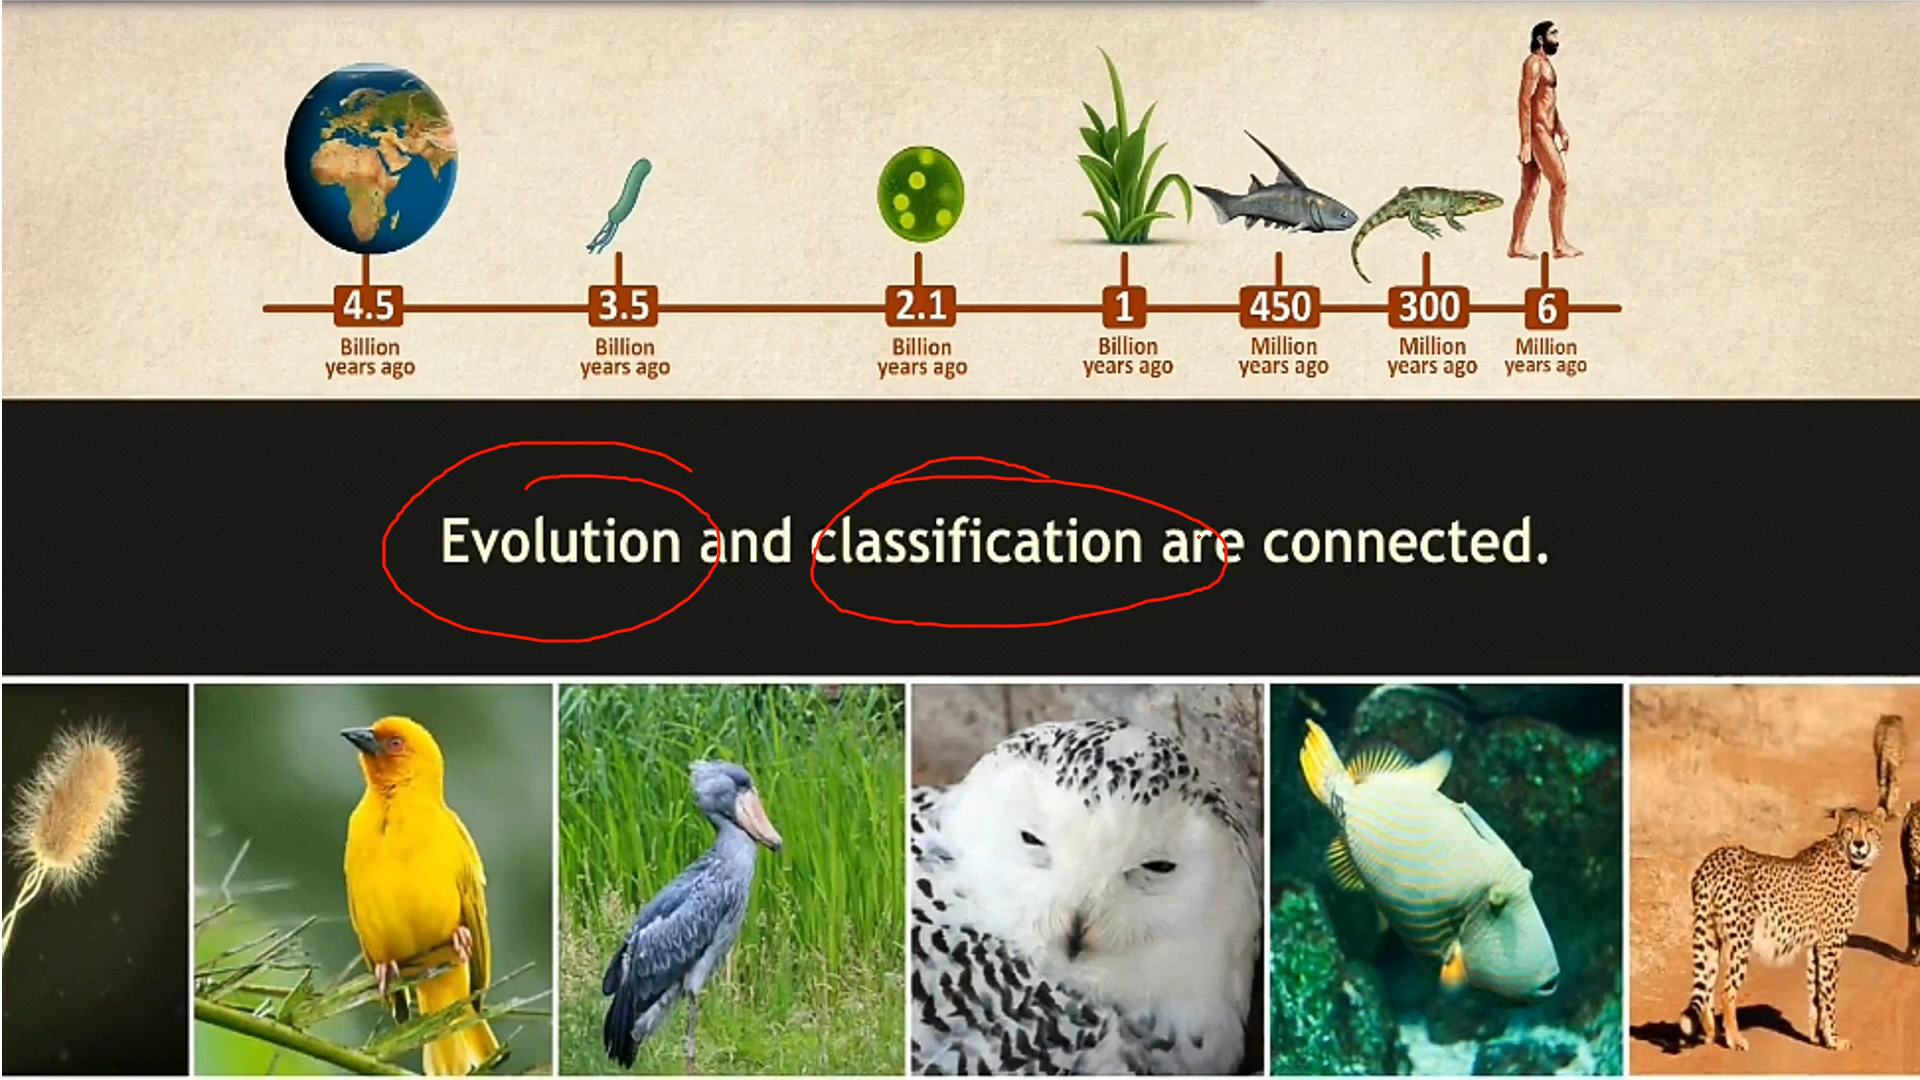 4.5 3.5 2.1 1 450 300 6
Billion Billion Billion Billion Million Million Million
years ago years ago years ago years ago years ago years ago years ago
Evolution and classification are connected.